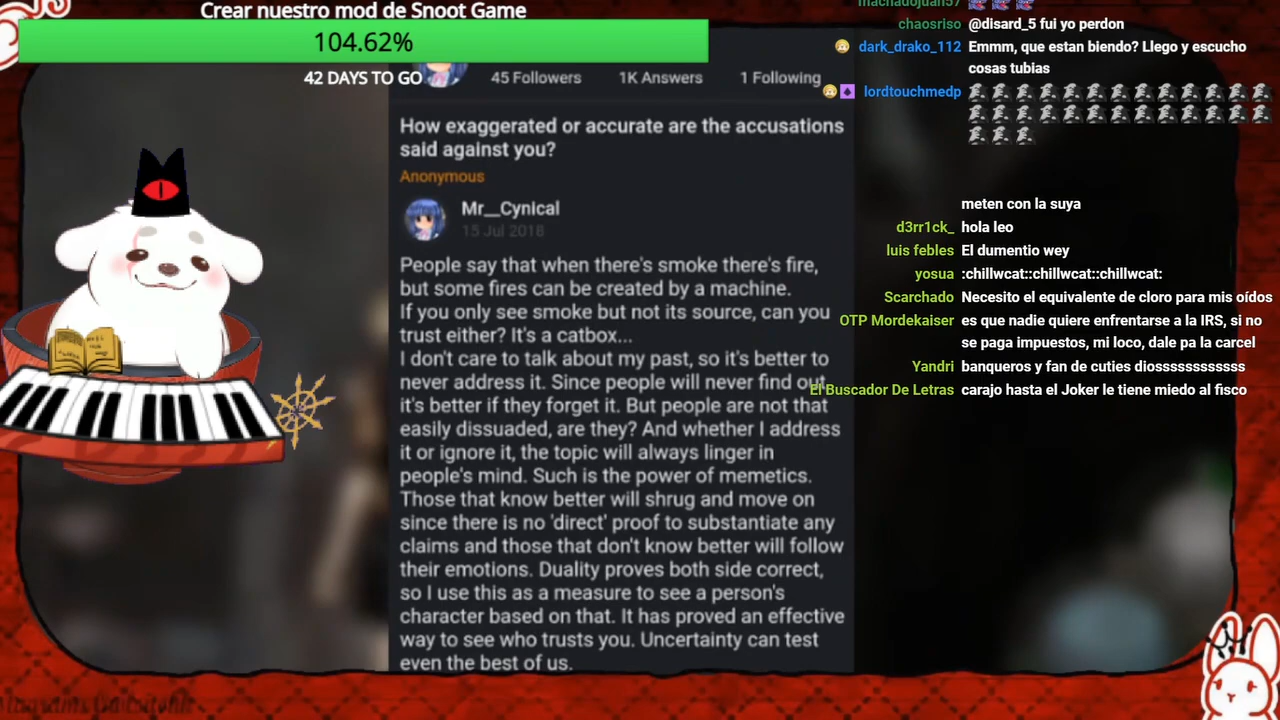 Crear nuestro mod de Snoot Game
104.62%
42 DAYS TO GO
45 Followers
1K Answers
1 Following
How exaggerated or accurate are the accusations
said against you?
Anonymous
Mr__Cynical
15 Jul 2018
People say that when there's smoke there's fire,
but some fires can be created by a machine.
If you only see smoke but not its source, can you
trust either? It's a catbox...
I don't care to talk about my past, so it's better to
never address it. Since people will never find out
it's better if they forget it. But people are not that
easily dissuaded, are they? And whether I address
it or ignore it, the topic will always linger in
people's mind. Such is the power of memetics.
Those that know better will shrug and move on
since there is no 'direct' proof to substantiate any
claims and those that don't know better will follow
their emotions. Duality proves both side correct,
so I use this as a measure to see a person's
character based on that. It has proved an effective
way to see who trusts you. Uncertainty can test
even the best of us.
machadojuan57
chaosriso @disard_5 fui yo perdon
dark_drako_112 Emmm, que estan biendo? Llego y escucho
cosas tubias
lordtouchmedp
meten con la suya
d3rr1ck_ hola leo
luis febles El dumentio wey
yosua :chillwcat::chillwcat::chillwcat:
Scarchado Necesito el equivalente de cloro para mis oídos
OTP Mordekaiser es que nadie quiere enfrentarse a la IRS, si no
se paga impuestos, mi loco, dale pa la carcel
Yandri banqueros y fan de cuties diosssssssssss
El Buscador De Letras carajo hasta el Joker le tiene miedo al fisco